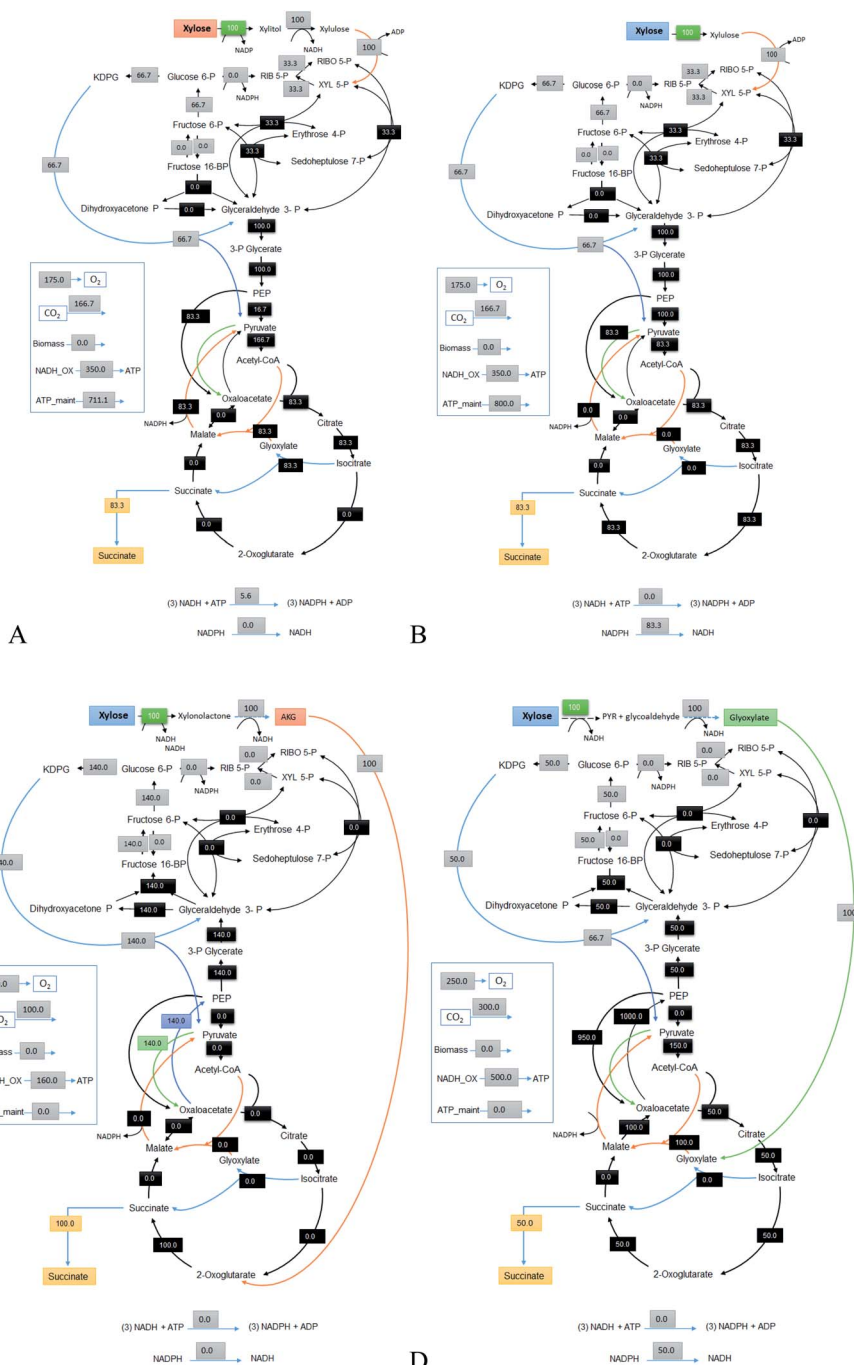 Xylose 100 Xylitol 100 Xylulose
NADP NADH 100 ADP
KDPG 66.7 Glucose 6-P 0.0 RIB 5-P 33.3 RIBO 5-P
NADPH 33.3 XYL 5-P
66.7
Fructose 6-P 33.3 Erythrose 4-P 33.3
0.0 0.0 33.3 Sedoheptulose 7-P
66.7 Fructose 16-BP
0.0
Dihydroxyacetone P 0.0 Glyceraldehyde 3- P
66.7 100.0
3-P Glycerate
175.0 O2 100.0
CO2 166.7 PEP
83.3 16.7
Biomass 0.0 Pyruvate
166.7
NADH_OX 350.0 ATP Acetyl-CoA
ATP_maint 711.1 Oxaloacetate 83.3
83.3 0.0 Citrate
NADPH Malate 83.3 83.3
Glyoxylate
0.0 83.3 Isocitrate
Succinate
83.3 0.0 0.0
Succinate 2-Oxoglutarate
(3) NADH + ATP 5.6 (3) NADPH + ADP
NADPH 0.0 NADH
A
Xylose 100 Xylulose
100 ADP
KDPG 66.7 Glucose 6-P 0.0 RIB 5-P 33.3 RIBO 5-P
NADPH 33.3 XYL 5-P
66.7
Fructose 6-P 33.3 Erythrose 4-P 33.3
0.0 0.0 33.3 Sedoheptulose 7-P
66.7 Fructose 16-BP
0.0
Dihydroxyacetone P 0.0 Glyceraldehyde 3- P
66.7 100.0
3-P Glycerate
175.0 O2 100.0
CO2 166.7 PEP
83.3 100.0
Biomass 0.0 Pyruvate
83.3
NADH_OX 350.0 ATP Acetyl-CoA
ATP_maint 800.0 Oxaloacetate 83.3
0.0 0.0 Citrate
NADPH Malate 0.0 83.3
Glyoxylate
0.0 0.0 Isocitrate
Succinate
83.3 83.3 83.3
Succinate 2-Oxoglutarate
(3) NADH + ATP 0.0 (3) NADPH + ADP
NADPH 83.3 NADH
B
Xylose 100 Xylonolactone 100 AKG
NADH NADH NADH
KDPG 140.0 Glucose 6-P 0.0 RIB 5-P 0.0 RIBO 5-P 100
NADPH 0.0 XYL 5-P
140.0
Fructose 6-P 0.0 Erythrose 4-P 0.0
140.0 0.0 0.0 Sedoheptulose 7-P
Fructose 16-BP
140.0
Dihydroxyacetone P 140.0 Glyceraldehyde 3- P
140.0 140.0
3-P Glycerate
O2 140.0
100.0 PEP
140.0 0.0
0.0 140.0 Pyruvate
0.0
160.0 ATP Acetyl-CoA
0.0 Oxaloacetate 0.0
0.0 0.0 Citrate
NADPH Malate 0.0 0.0
Glyoxylate
0.0 0.0 Isocitrate
Succinate
100.0 100.0 0.0
Succinate 2-Oxoglutarate
(3) NADH + ATP 0.0 (3) NADPH + ADP
NADPH 0.0 NADH
Xylose 100 PYR + glycoaldehyde 100 Glyoxylate
NADH NADH
KDPG 50.0 Glucose 6-P 0.0 RIB 5-P 0.0 RIBO 5-P
NADPH 0.0 XYL 5-P
50.0
Fructose 6-P 0.0 Erythrose 4-P 0.0
50.0 50.0 0.0 0.0 Sedoheptulose 7-P
Fructose 16-BP
50.0
Dihydroxyacetone P 50.0 Glyceraldehyde 3- P
66.7 50.0
3-P Glycerate
250.0 O2 50.0
CO2 300.0 PEP
950.0 1000.0 0.0
Biomass 0.0 Pyruvate
150.0
NADH_OX 500.0 ATP Acetyl-CoA
ATP_maint 0.0 Oxaloacetate 50.0
100.0 Citrate
NADPH Malate 100.0 50.0
Glyoxylate
0.0 0.0 Isocitrate
Succinate
50.0 50.0 50.0
Succinate 2-Oxoglutarate
(3) NADH + ATP 0.0 (3) NADPH + ADP
NADPH 50.0 NADH